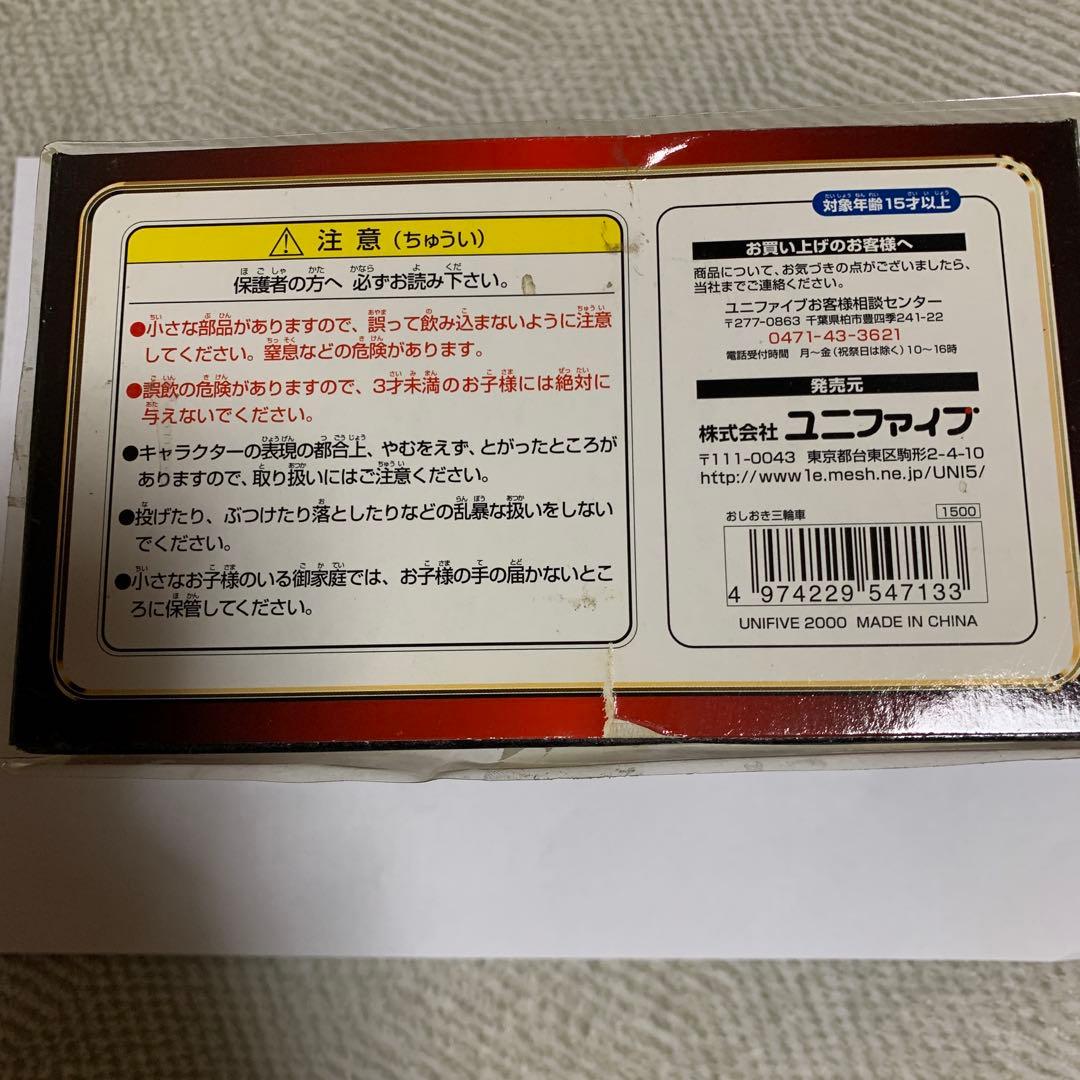 注意(ちゅうい)
保護者の方へ 必ずお読み下さい。
●小さな部品がありますので、誤って飲み込まないように注意
してください。窒息などの危険があります。
●誤飲の危険がありますので、3才未満のお子様には絶対に
与えないでください。
●キャラクターの表現の都合上、やむをえず、とがったところが
ありますので、取り扱いにはご注意ください。
●投げたり、ぶつけたり落としたりなどの乱暴な扱いをしない
でください。
●小さなお子様のいる御家庭では、お子様の手の届かないとこ
ろに保管してください。
対象年齢15才以上
お買い上げのお客様へ
商品について、お気づきの点がございましたら、
当社までご連絡ください。
ユニファイブお客様相談センター
〒277-0863 千葉県柏市豊四季241-22
0471-43-3621
電話受付時間 月〜金(祝祭日は除く)10〜16時
発売元
株式会社 ユニファイブ
〒111-0043 東京都台東区駒形2-4-10
http://www.1e.mesh.ne.jp/UNI5/
おしおき三輪車 1500
4 974229 547133
UNIFIVE 2000 MADE IN CHINA